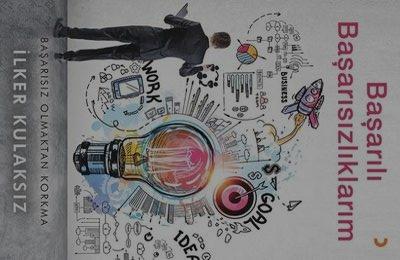 Başarılı
Başarısızlıklarım
WORK
BUSINESS
$
GOAL
IDEA
BAŞARISIZ OLMAKTAN KORKMA
İLKER KULAKSIZ